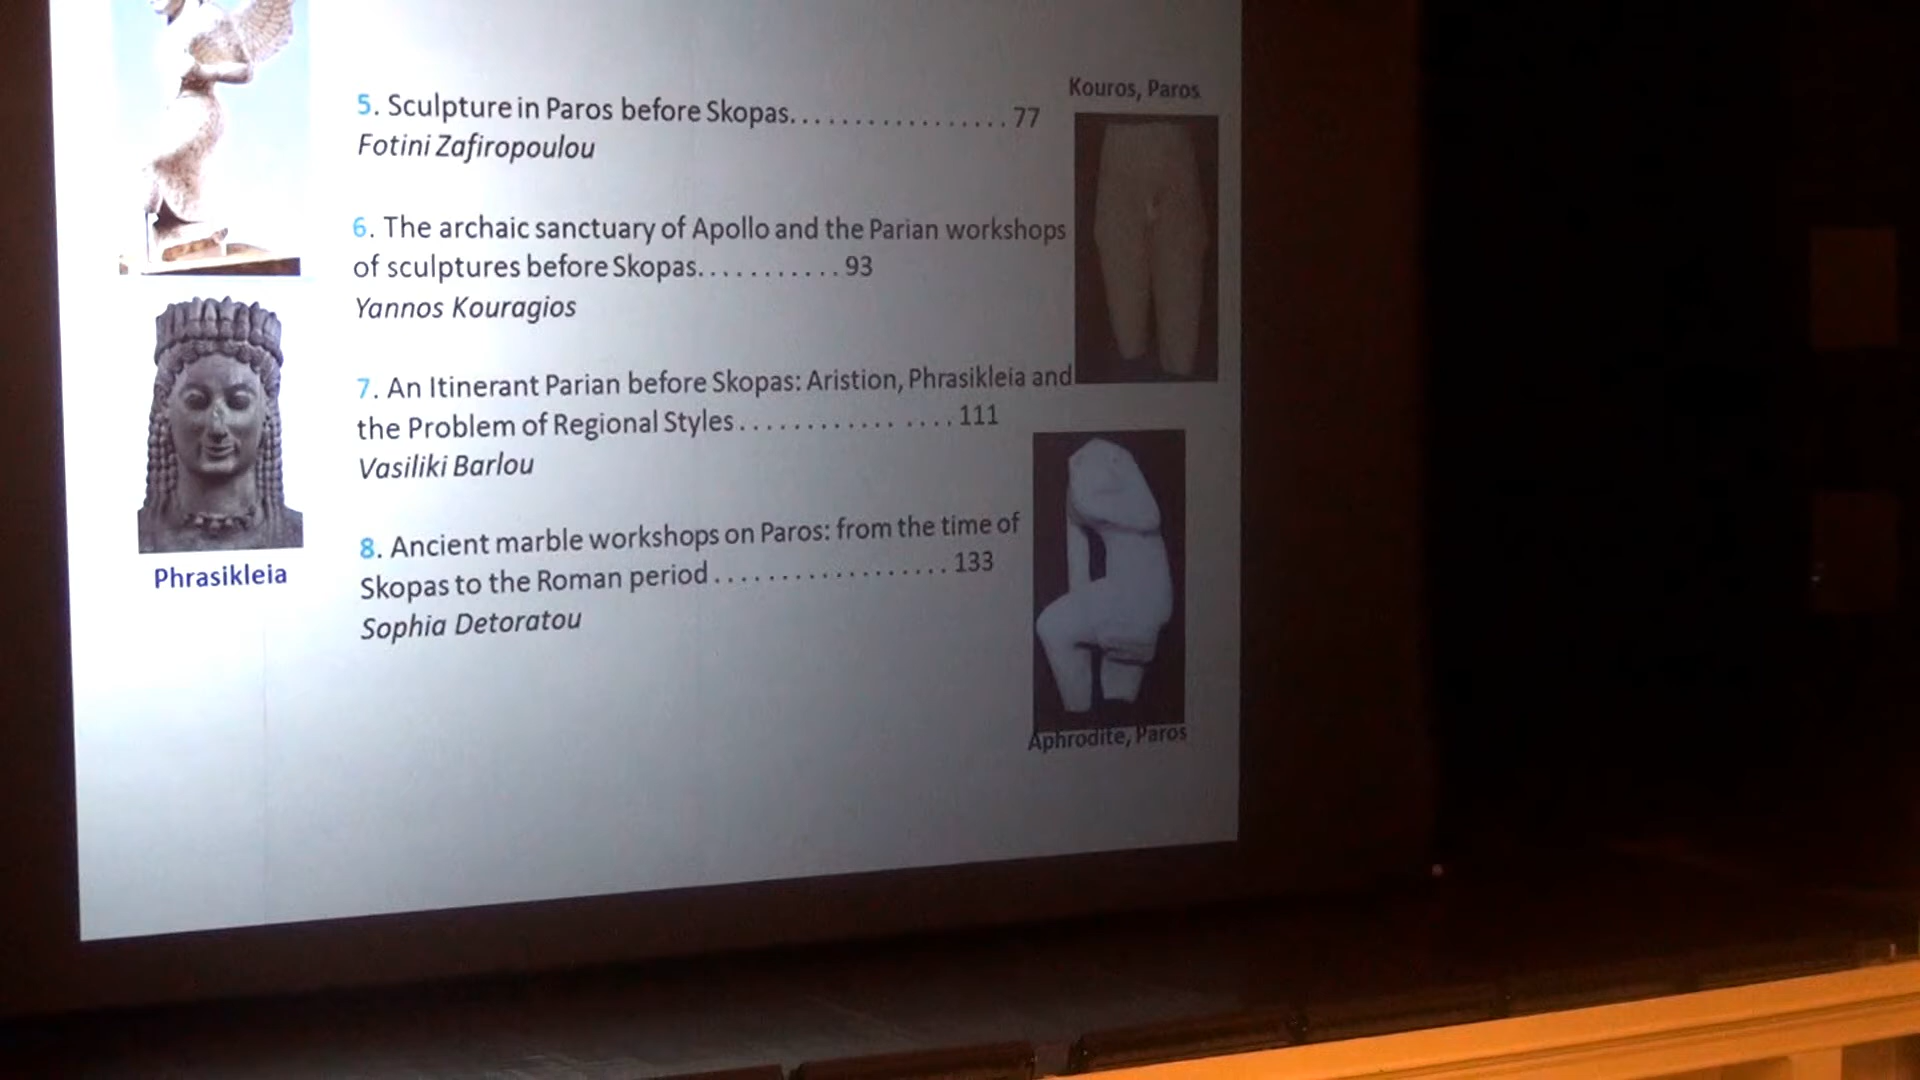 Kouros, Paros
5. Sculpture in Paros before Skopas.................77
Fotini Zafiropoulou
6. The archaic sanctuary of Apollo and the Parian workshops
of sculptures before Skopas...........93
Yannos Kouragios
7. An Itinerant Parian before Skopas: Aristion, Phrasikleia and
the Problem of Regional Styles............ ....111
Vasiliki Barlou
Phrasikleia
8. Ancient marble workshops on Paros: from the time of
Skopas to the Roman period..................133
Sophia Detoratou
Aphrodite, Paros